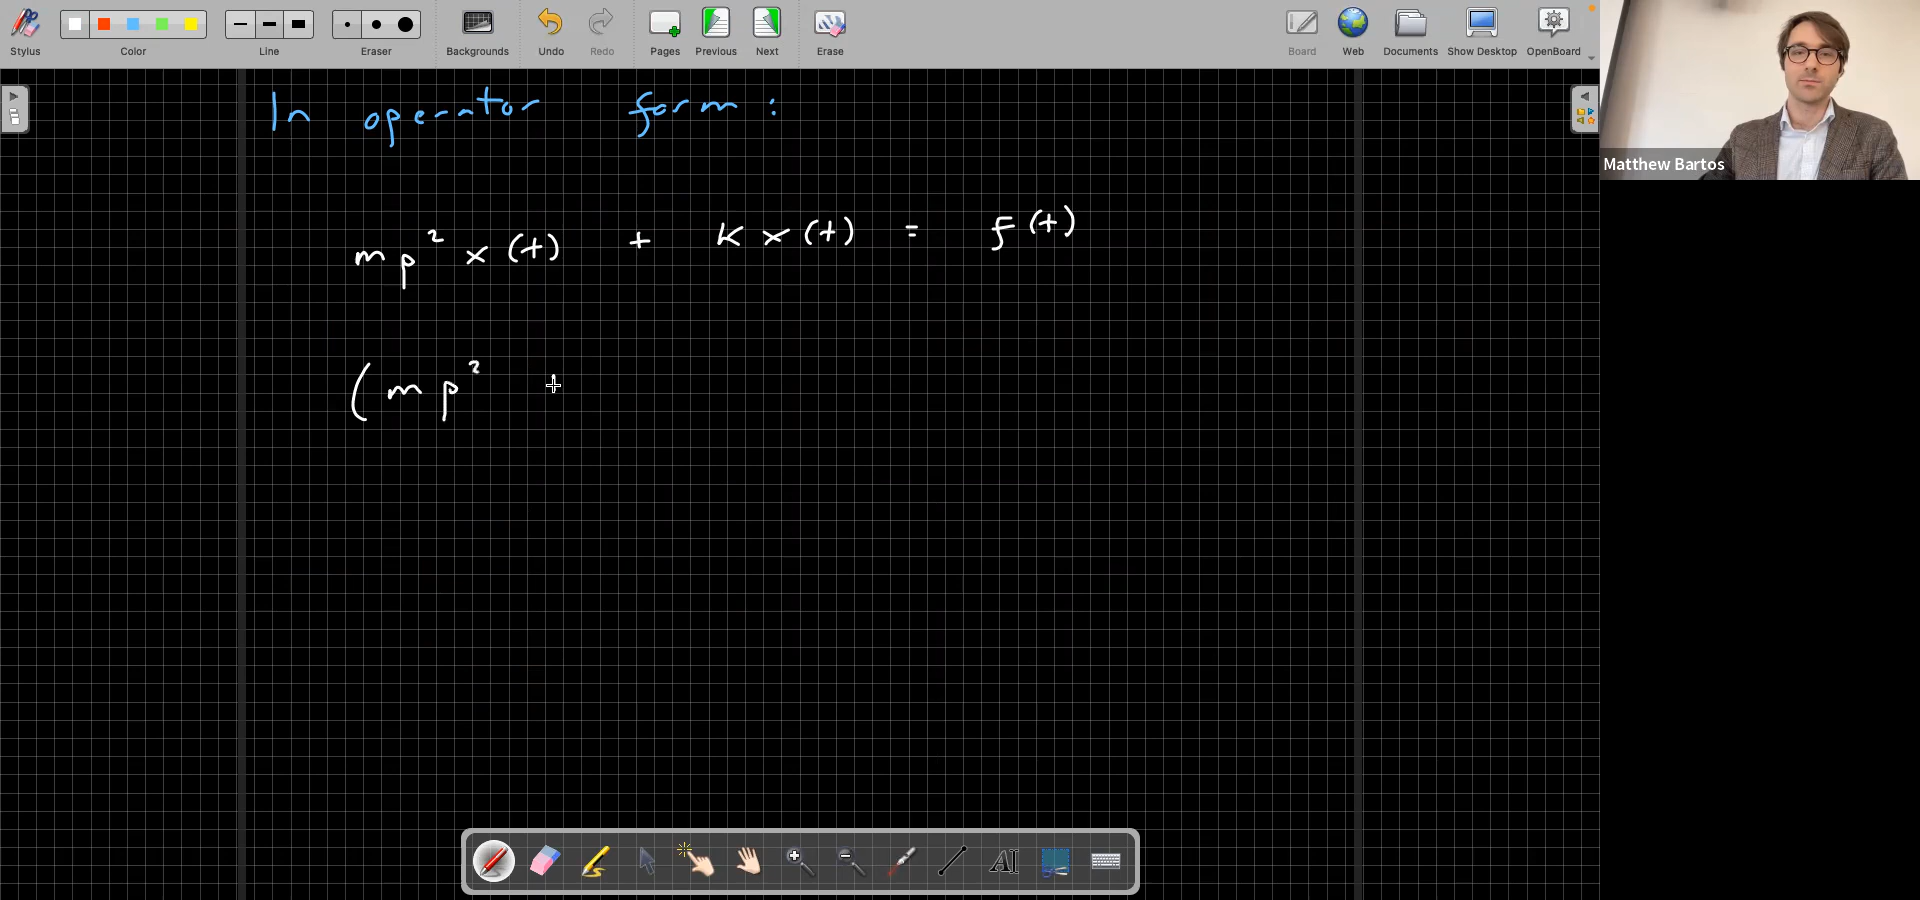 Stylus Color Line Eraser Backgrounds Undo Redo Pages Previous Next Erase Board Web Documents Show Desktop OpenBoard
Matthew Bartos
In operator form :
m p² x (t) + k x (t) = f (t)
( m p² +
AI